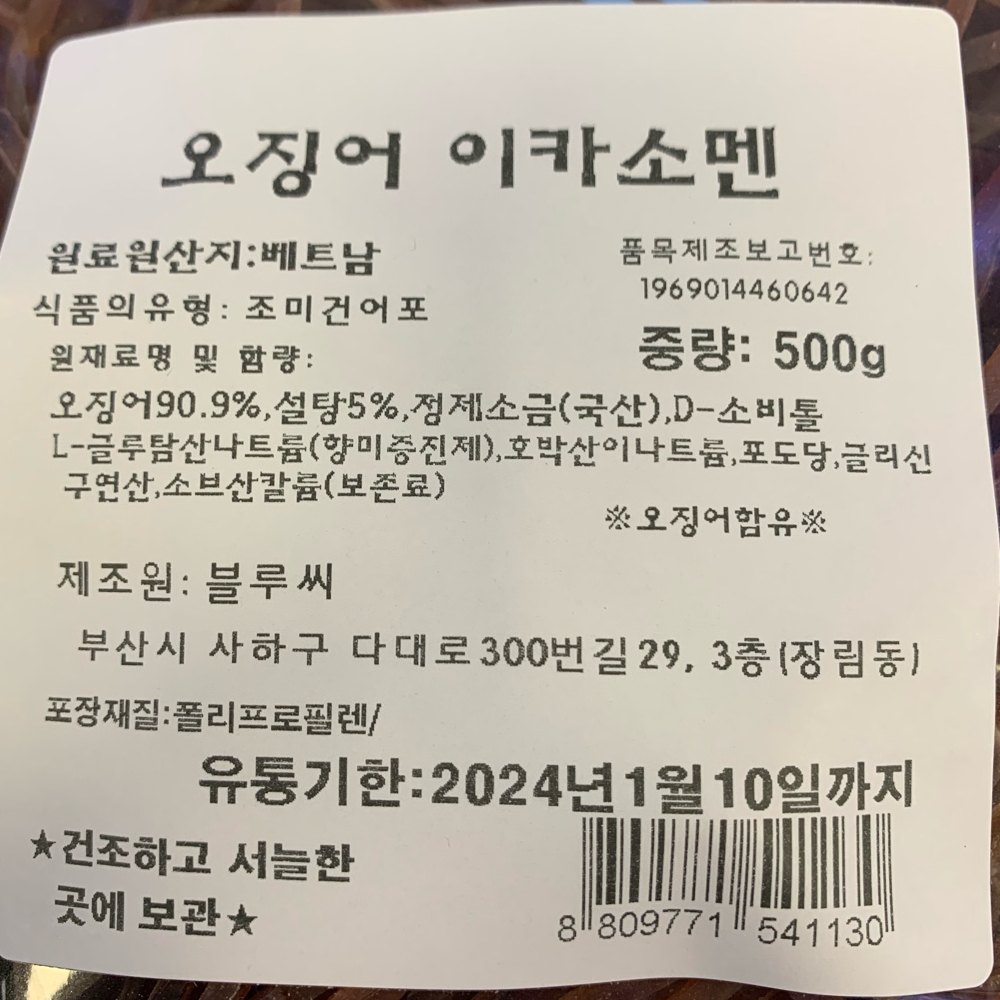 오징어 이카소멘
원료원산지:베트남
품목제조보고번호:
1969014460642
식품의유형: 조미건어포
중량: 500g
원재료명 및 함량:
오징어90.9%,설탕5%,정제소금(국산),D-소비톨
L-글루탐산나트륨(향미증진제),호박산이나트륨,포도당,글리신
구연산,소브산칼륨(보존료)
※오징어함유※
제조원: 블루씨
부산시 사하구 다대로300번길29, 3층(장림동)
포장재질:폴리프로필렌/
유통기한:2024년1월10일까지
★건조하고 서늘한
곳에 보관★
8 809771 541130